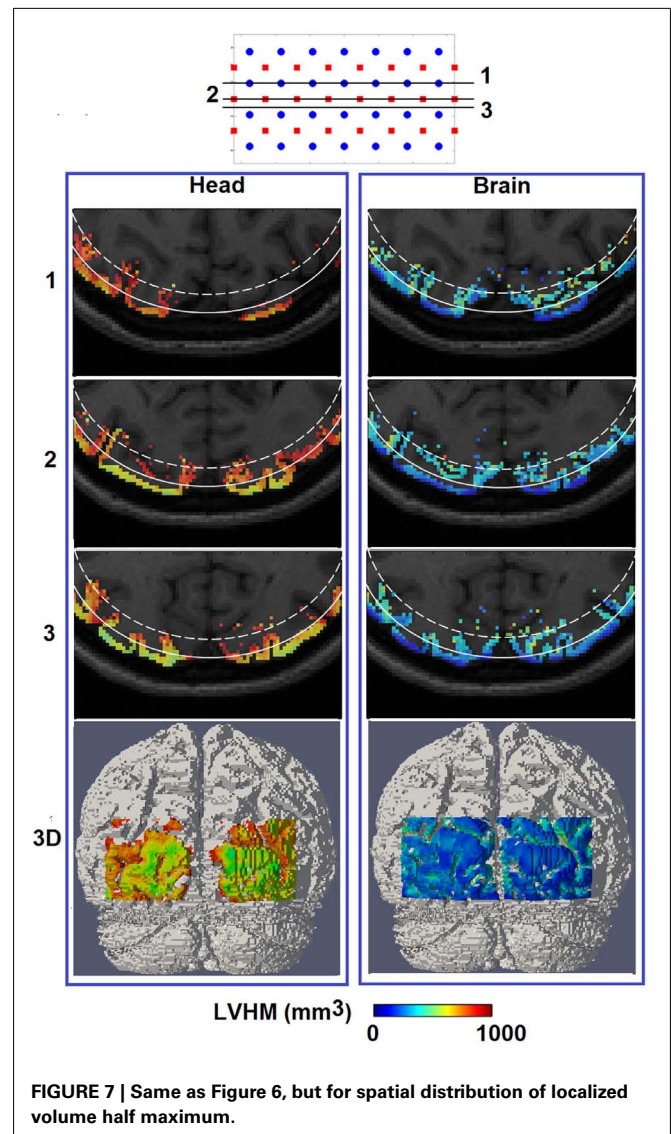 1
2
3
Head Brain
1
2
3
3D
LVHM (mm3)
0 1000
FIGURE 7 | Same as Figure 6, but for spatial distribution of localized
volume half maximum.